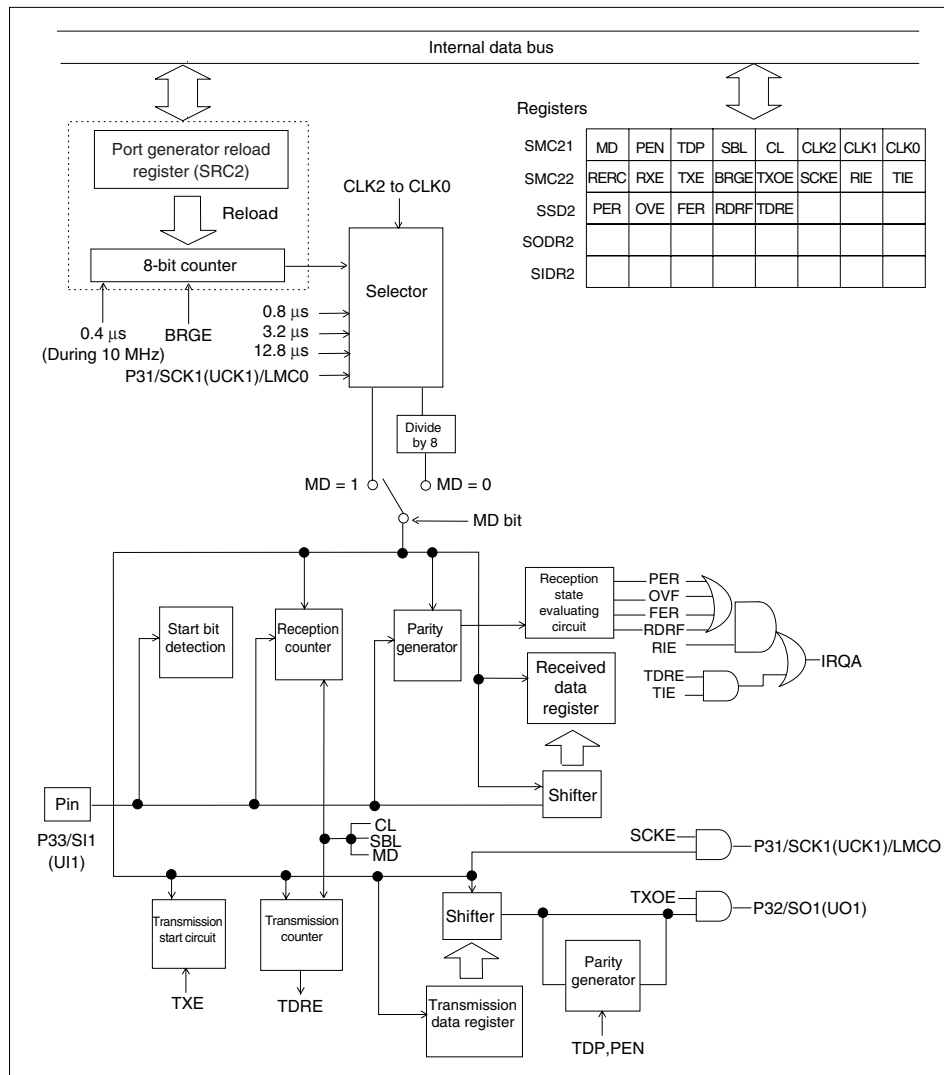 Internal data bus
Registers
Port generator reload
register (SRC2)
Reload
8-bit counter
0.4 μs
(During 10 MHz)
BRGE
CLK2 to CLK0
Selector
0.8 μs
3.2 μs
12.8 μs
P31/SCK1(UCK1)/LMC0
SMC21 MD PEN TDP SBL CL CLK2 CLK1 CLK0
SMC22 RERC RXE TXE BRGE TXOE SCKE RIE TIE
SSD2 PER OVE FER RDRF TDRE
SODR2
SIDR2
Divide
by 8
MD = 1
MD = 0
MD bit
Start bit
detection
Reception
counter
Parity
generator
Reception
state
evaluating
circuit
PER
OVF
FER
RDRF
RIE
TDRE
TIE
IRQA
Received
data
register
Shifter
Pin
P33/SI1
(UI1)
CL
SBL
MD
SCKE
P31/SCK1(UCK1)/LMCO
Transmission
start circuit
TXE
Transmission
counter
TDRE
Shifter
TXOE
P32/SO1(UO1)
Parity
generator
TDP,PEN
Transmission
data register